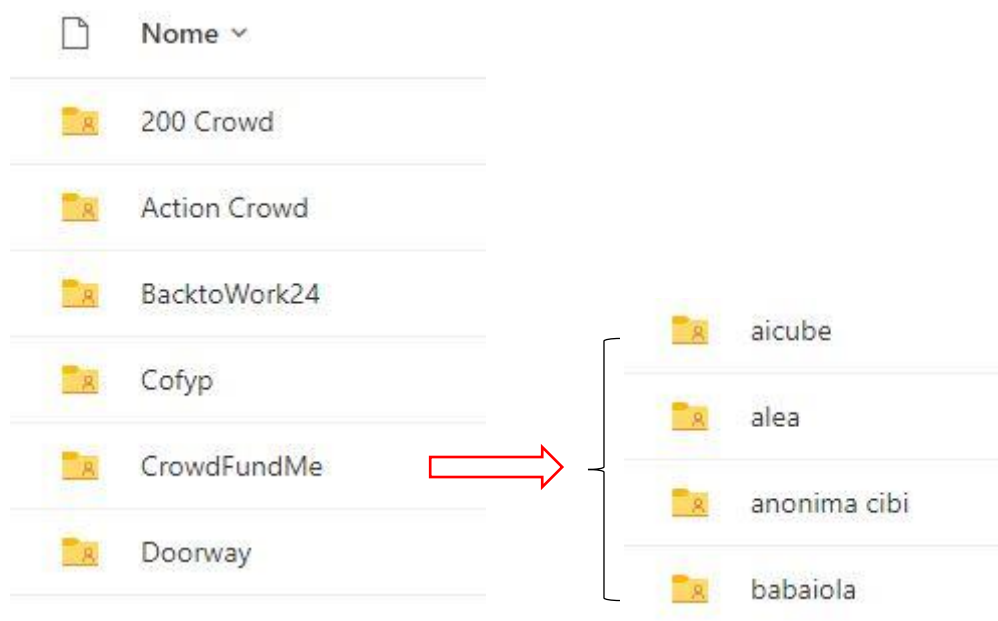 Nome
200 Crowd
Action Crowd
BacktoWork24
Cofyp
CrowdFundMe
Doorway
aicube
alea
anonima cibi
babaiola